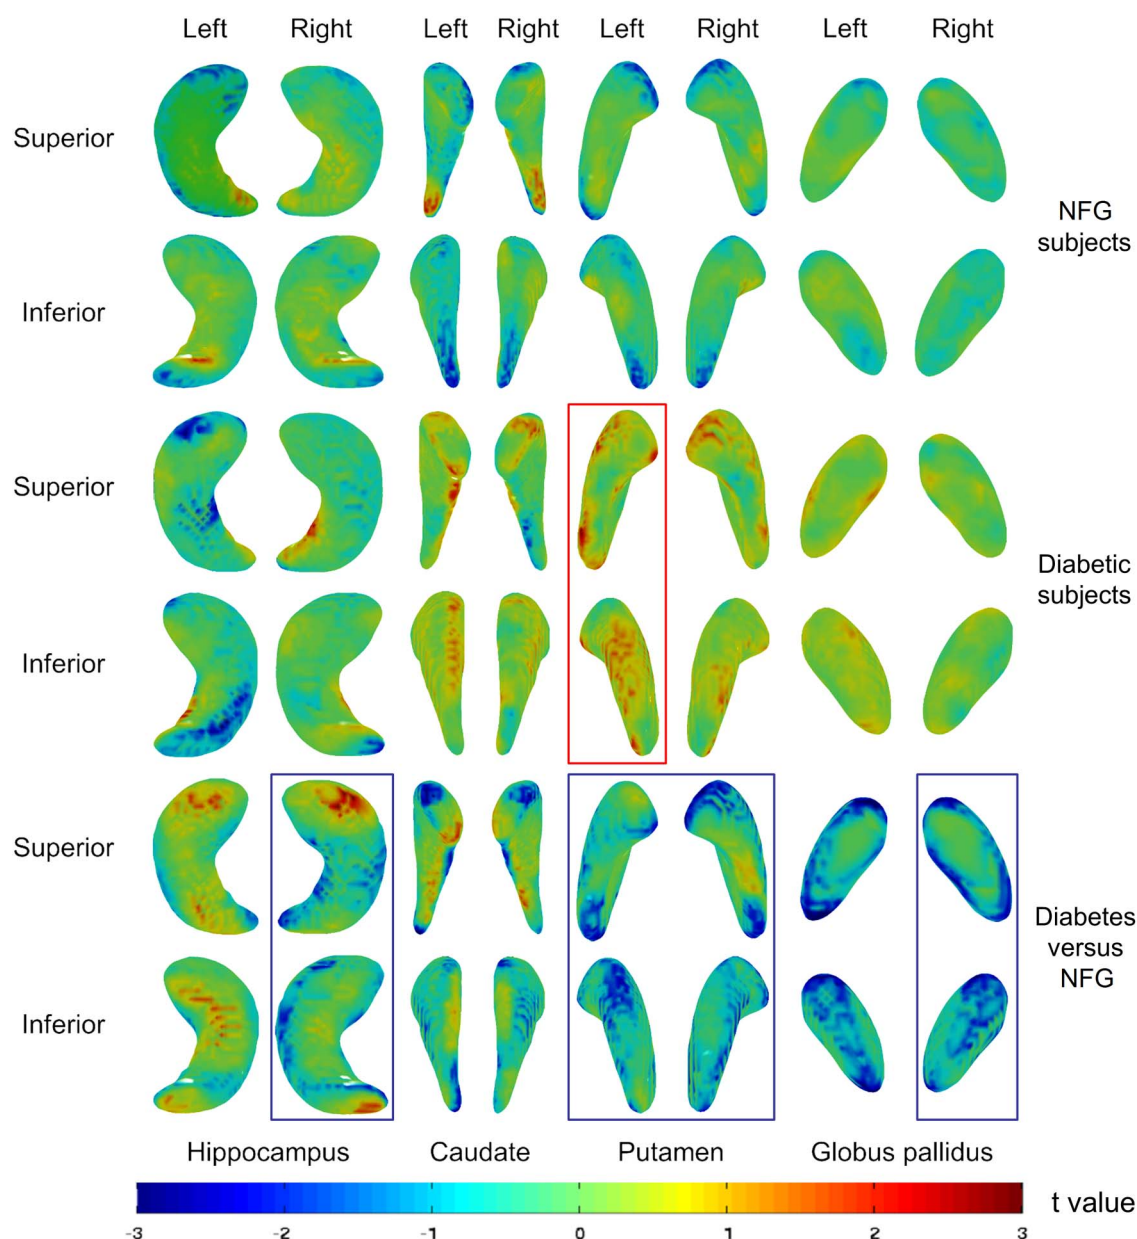 Left Right Left Right Left Right Left Right
Superior
NFG
subjects
Inferior
Superior
Diabetic
subjects
Inferior
Superior
Diabetes
versus
NFG
Inferior
Hippocampus Caudate Putamen Globus pallidus
t value
-3 -2 -1 0 1 2 3